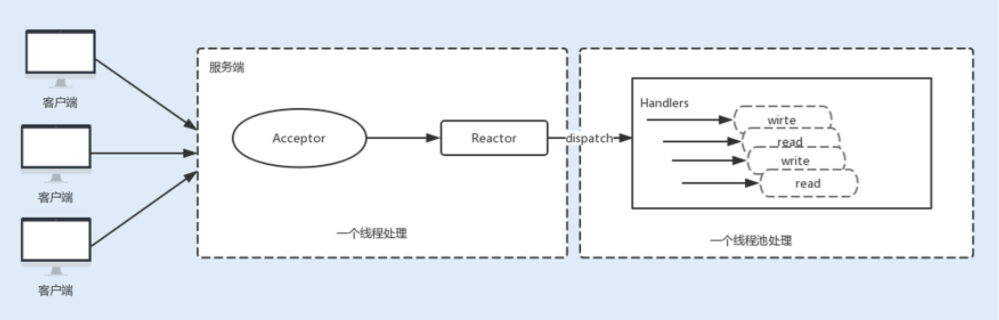 客户端
客户端
客户端
服务端
Acceptor
Reactor
一个线程处理
dispatch
Handlers
wirte
read
write
read
一个线程池处理